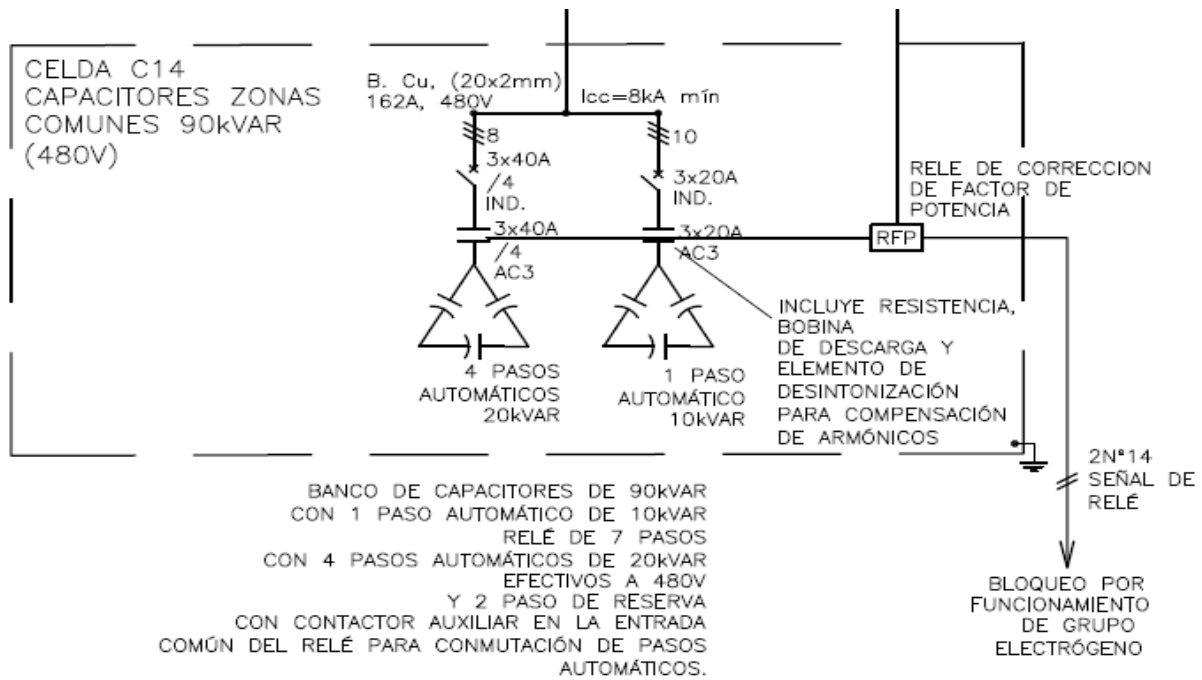 CELDA C14
CAPACITORES ZONAS
COMUNES 90kVAR
(480V)
B. Cu, (20x2mm)
162A, 480V
Icc=8kA mín
8
10
3x40A
/4
IND.
3x20A
IND.
3x40A
/4
AC3
3x20A
AC3
RELE DE CORRECCION
DE FACTOR DE
POTENCIA
RFP
4 PASOS
AUTOMÁTICOS
20kVAR
1 PASO
AUTOMÁTICO
10kVAR
INCLUYE RESISTENCIA,
BOBINA
DE DESCARGA Y
ELEMENTO DE
DESINTONIZACIÓN
PARA COMPENSACIÓN
DE ARMÓNICOS
2Nº14
SEÑAL DE
RELÉ
BANCO DE CAPACITORES DE 90kVAR
CON 1 PASO AUTOMÁTICO DE 10kVAR
RELÉ DE 7 PASOS
CON 4 PASOS AUTOMÁTICOS DE 20kVAR
EFECTIVOS A 480V
Y 2 PASO DE RESERVA
CON CONTACTOR AUXILIAR EN LA ENTRADA
COMÚN DEL RELÉ PARA CONMUTACIÓN DE PASOS
AUTOMÁTICOS.
BLOQUEO POR
FUNCIONAMIENTO
DE GRUPO
ELECTRÓGENO